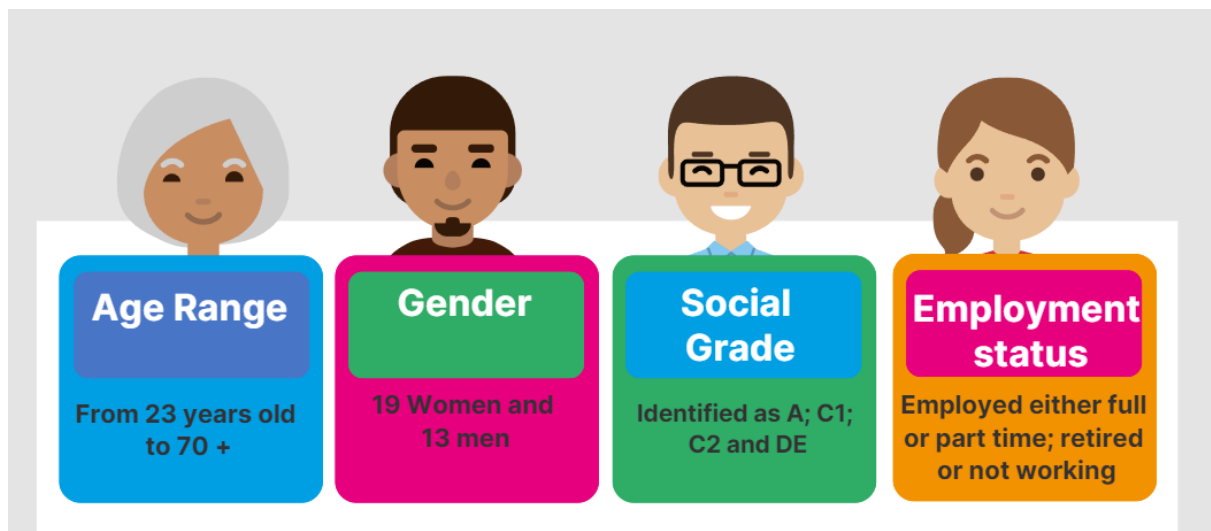 Age Range
From 23 years old
to 70 +
Gender
19 Women and
13 men
Social
Grade
Identified as A; C1;
C2 and DE
Employment
status
Employed either full
or part time; retired
or not working